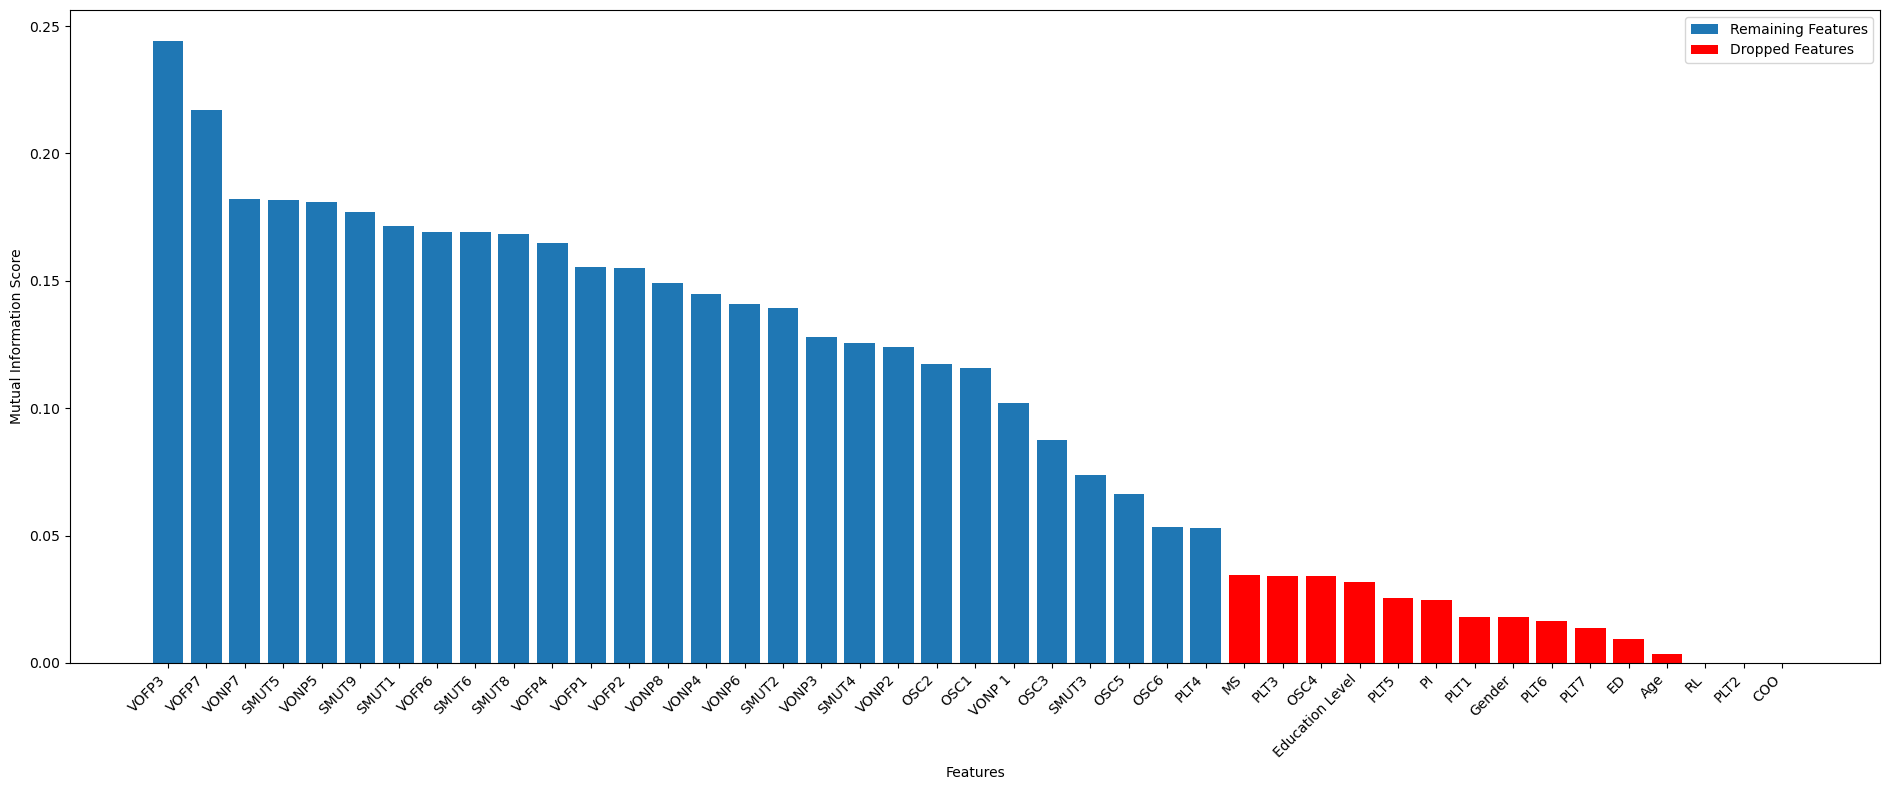 Remaining Features
Dropped Features
Mutual Information Score
0.25
0.20
0.15
0.10
0.05
0.00
VOFP3
VOFP7
VONP7
SMUT5
VONP5
SMUT9
SMUT1
VOFP6
SMUT6
SMUT8
VOFP4
VOFP1
VOFP2
VONP8
VONP4
VONP6
SMUT2
VONP3
SMUT4
VONP2
OSC2
OSC1
VONP 1
OSC3
SMUT3
OSC5
OSC6
PLT4
MS
PLT3
OSC4
Education Level
PLT5
PI
PLT1
Gender
PLT6
PLT7
ED
Age
RL
PLT2
COO
Features